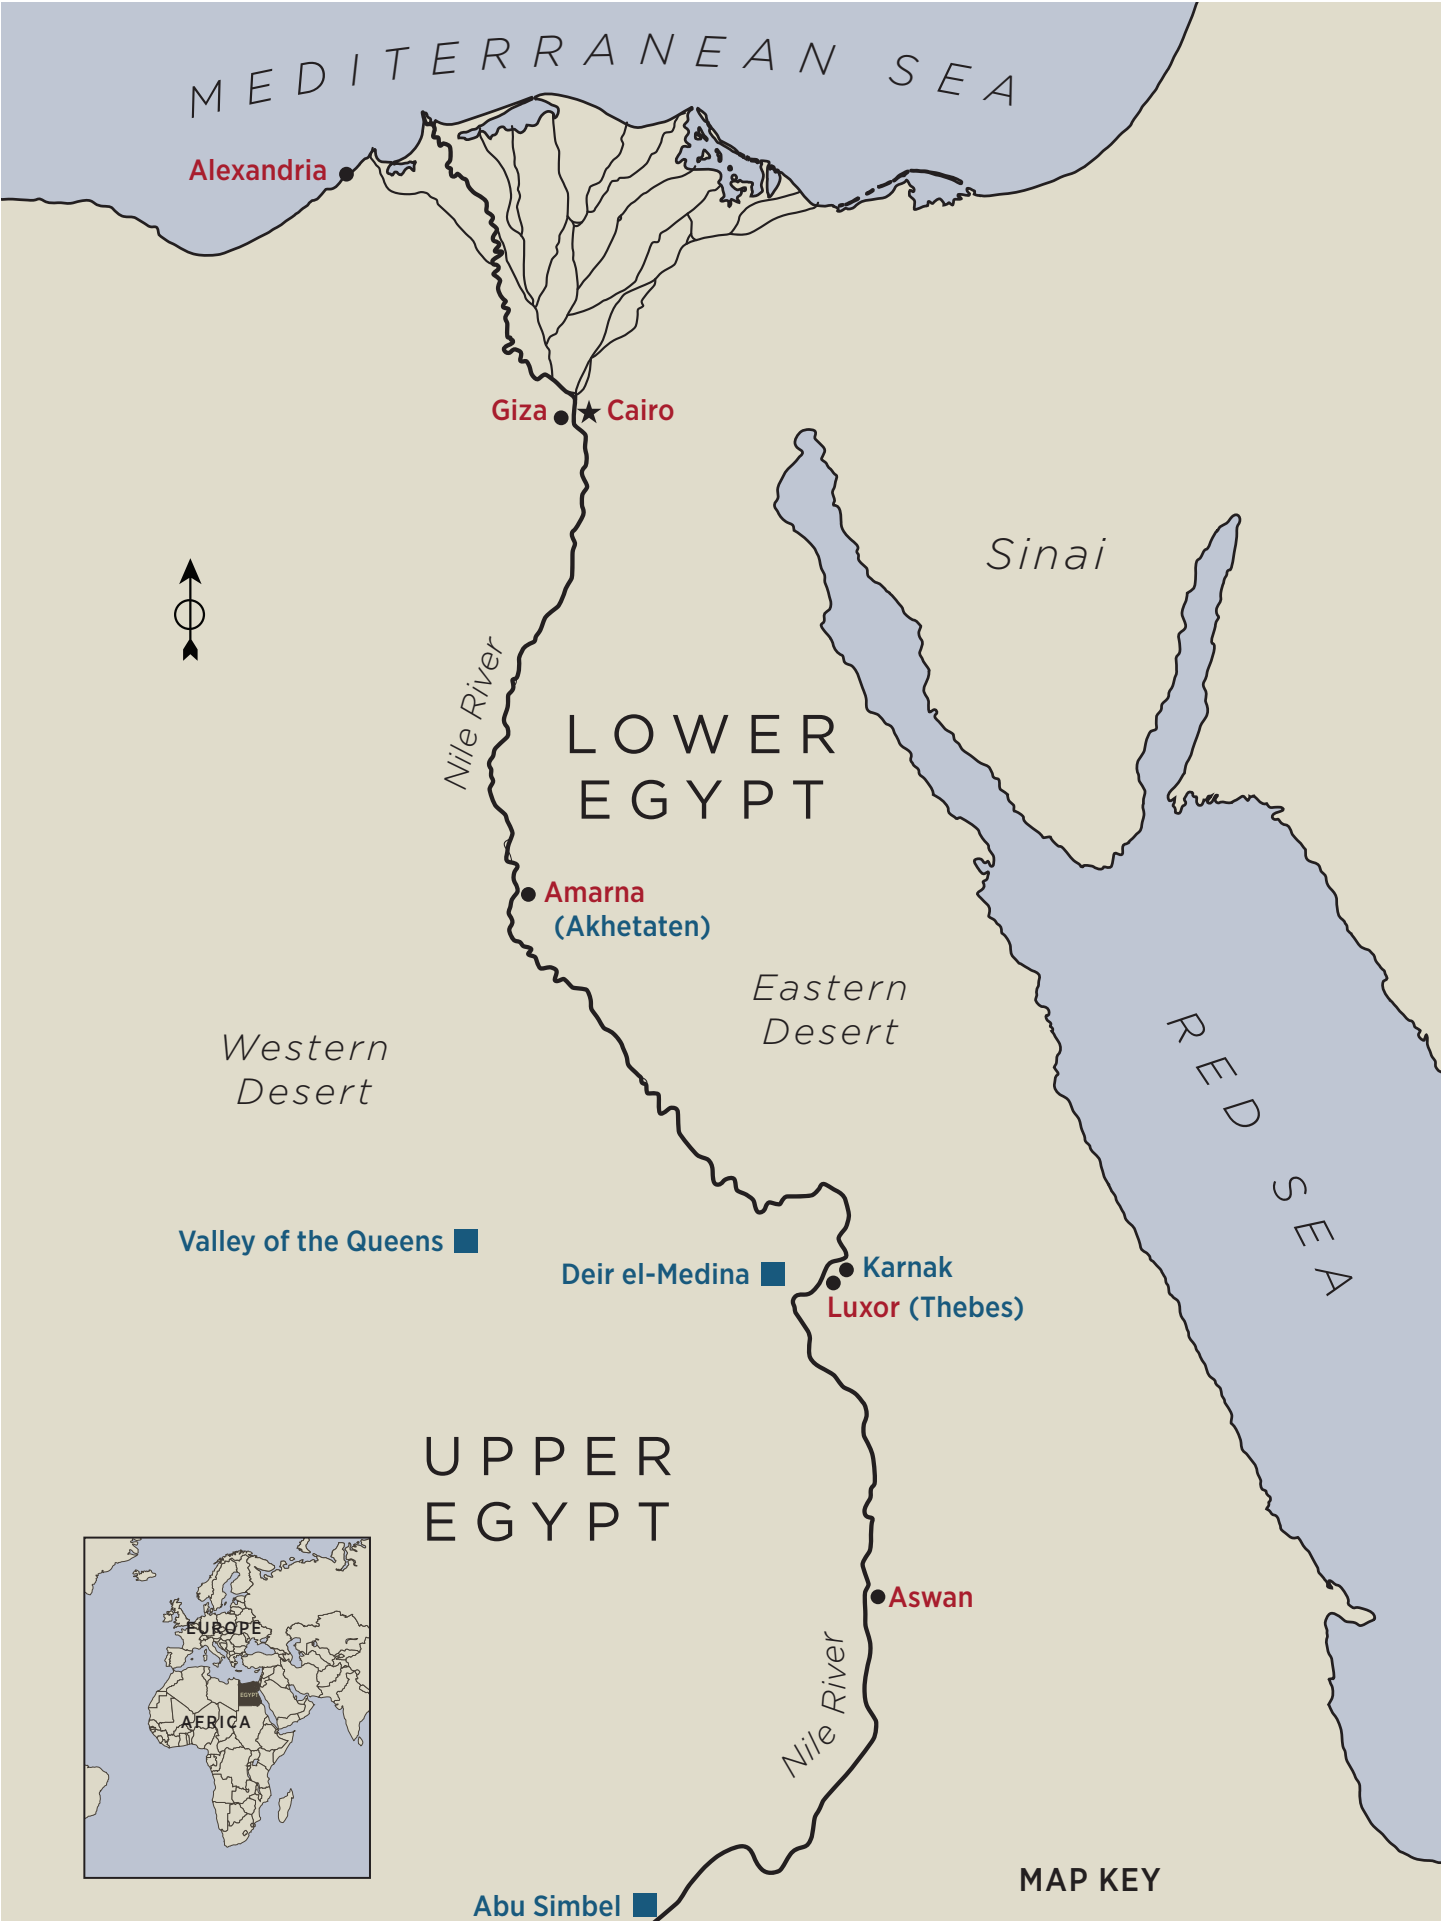 MEDITERRANEAN SEA
Alexandria
Giza
Cairo
Sinai
Nile River
LOWER
EGYPT
Amarna
(Akhetaten)
Eastern
Desert
Western
Desert
RED SEA
Valley of the Queens
Deir el-Medina
Karnak
Luxor (Thebes)
UPPER
EGYPT
Aswan
EUROPE
EGYPT
AFRICA
Nile River
MAP KEY
Abu Simbel